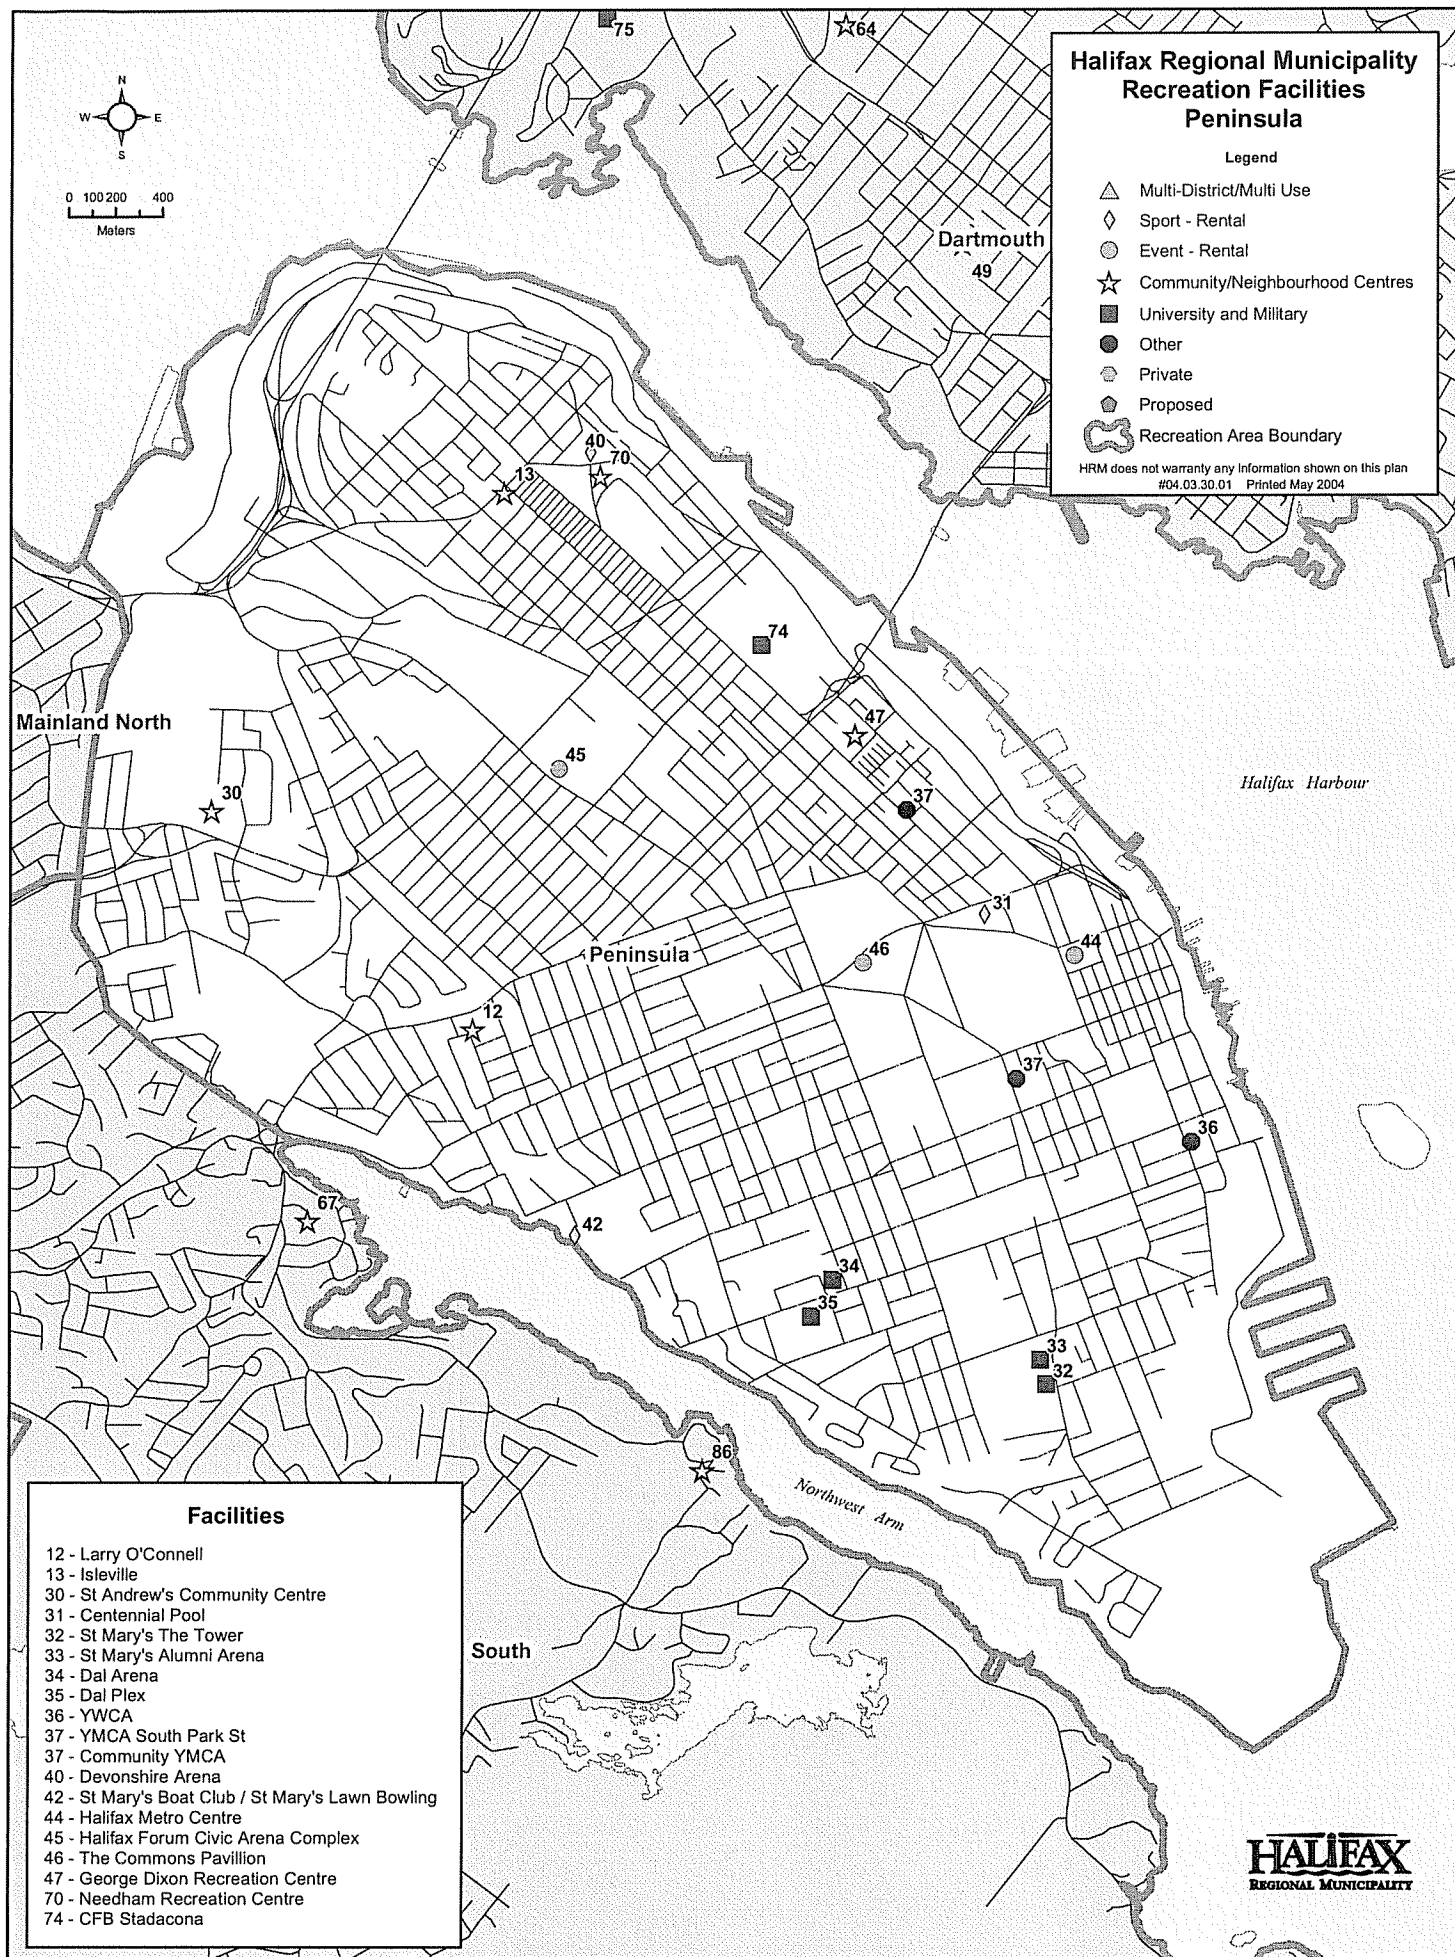 75
64
Halifax Regional Municipality
Recreation Facilities
Peninsula
Legend
Multi-District/Multi Use
Sport - Rental
Event - Rental
Community/Neighbourhood Centres
University and Military
Other
Private
Proposed
Recreation Area Boundary
HRM does not warranty any Information shown on this plan
#04.03.30.01 Printed May 2004
N
W E
S
0 100 200 400
Meters
Dartmouth
49
40
70
13
74
Mainland North
47
45
Halifax Harbour
30
37
31
Peninsula
46
44
12
37
36
67
42
34
35
33
32
86
Northwest Arm
South
Facilities
12 - Larry O'Connell
13 - Isleville
30 - St Andrew's Community Centre
31 - Centennial Pool
32 - St Mary's The Tower
33 - St Mary's Alumni Arena
34 - Dal Arena
35 - Dal Plex
36 - YWCA
37 - YMCA South Park St
37 - Community YMCA
40 - Devonshire Arena
42 - St Mary's Boat Club / St Mary's Lawn Bowling
44 - Halifax Metro Centre
45 - Halifax Forum Civic Arena Complex
46 - The Commons Pavillion
47 - George Dixon Recreation Centre
70 - Needham Recreation Centre
74 - CFB Stadacona
HALIFAX
REGIONAL MUNICIPALITY